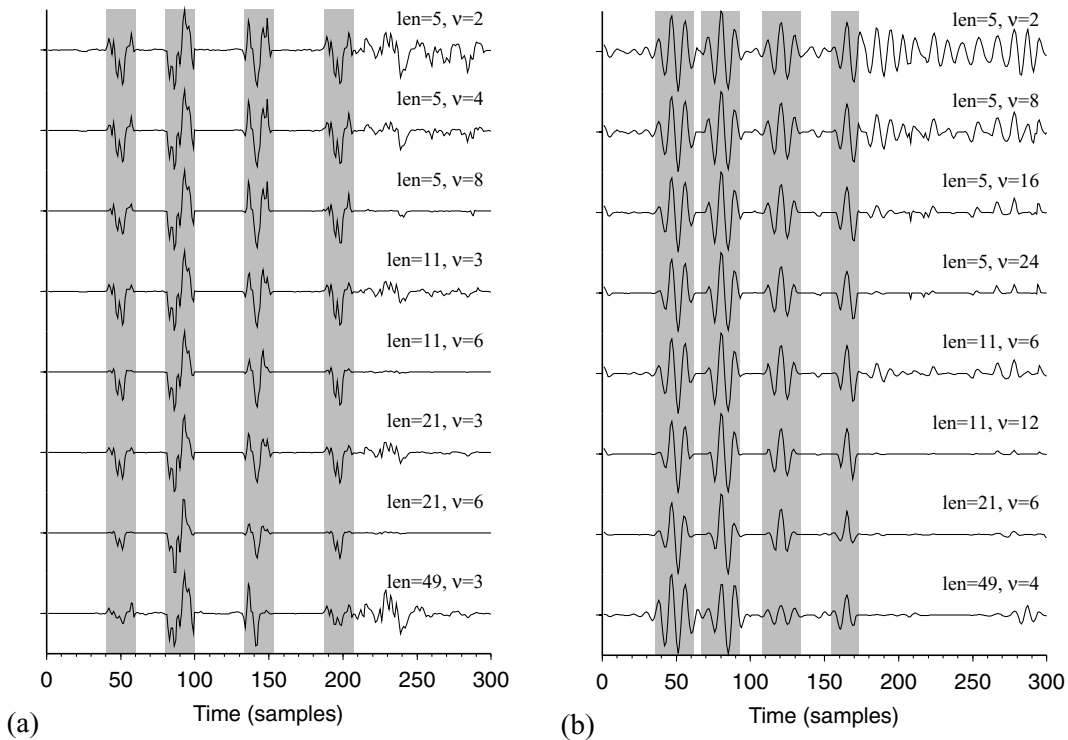 len=5, ν=2
len=5, ν=4
len=5, ν=8
len=11, ν=3
len=11, ν=6
len=21, ν=3
len=21, ν=6
len=49, ν=3
0 50 100 150 200 250 300
Time (samples)
(a)
len=5, ν=2
len=5, ν=8
len=5, ν=16
len=5, ν=24
len=11, ν=6
len=11, ν=12
len=21, ν=6
len=49, ν=4
0 50 100 150 200 250 300
Time (samples)
(b)